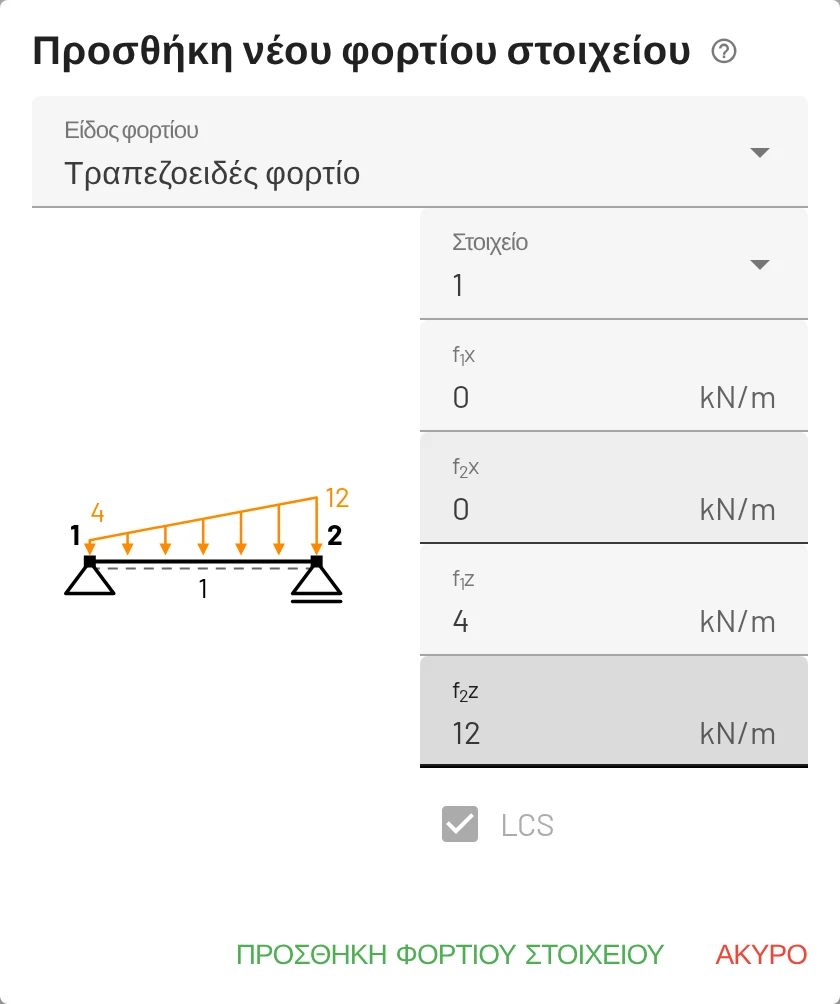 Προσθήκη νέου φορτίου στοιχείου
Είδος φορτίου
Τραπεζοειδές φορτίο
Στοιχείο
1
f₁x
0 kN/m
f₂x
0 kN/m
f₁z
4 kN/m
f₂z
12 kN/m
LCS
4
12
1
2
1
ΠΡΟΣΘΗΚΗ ΦΟΡΤΙΟΥ ΣΤΟΙΧΕΙΟΥ ΑΚΥΡΟ